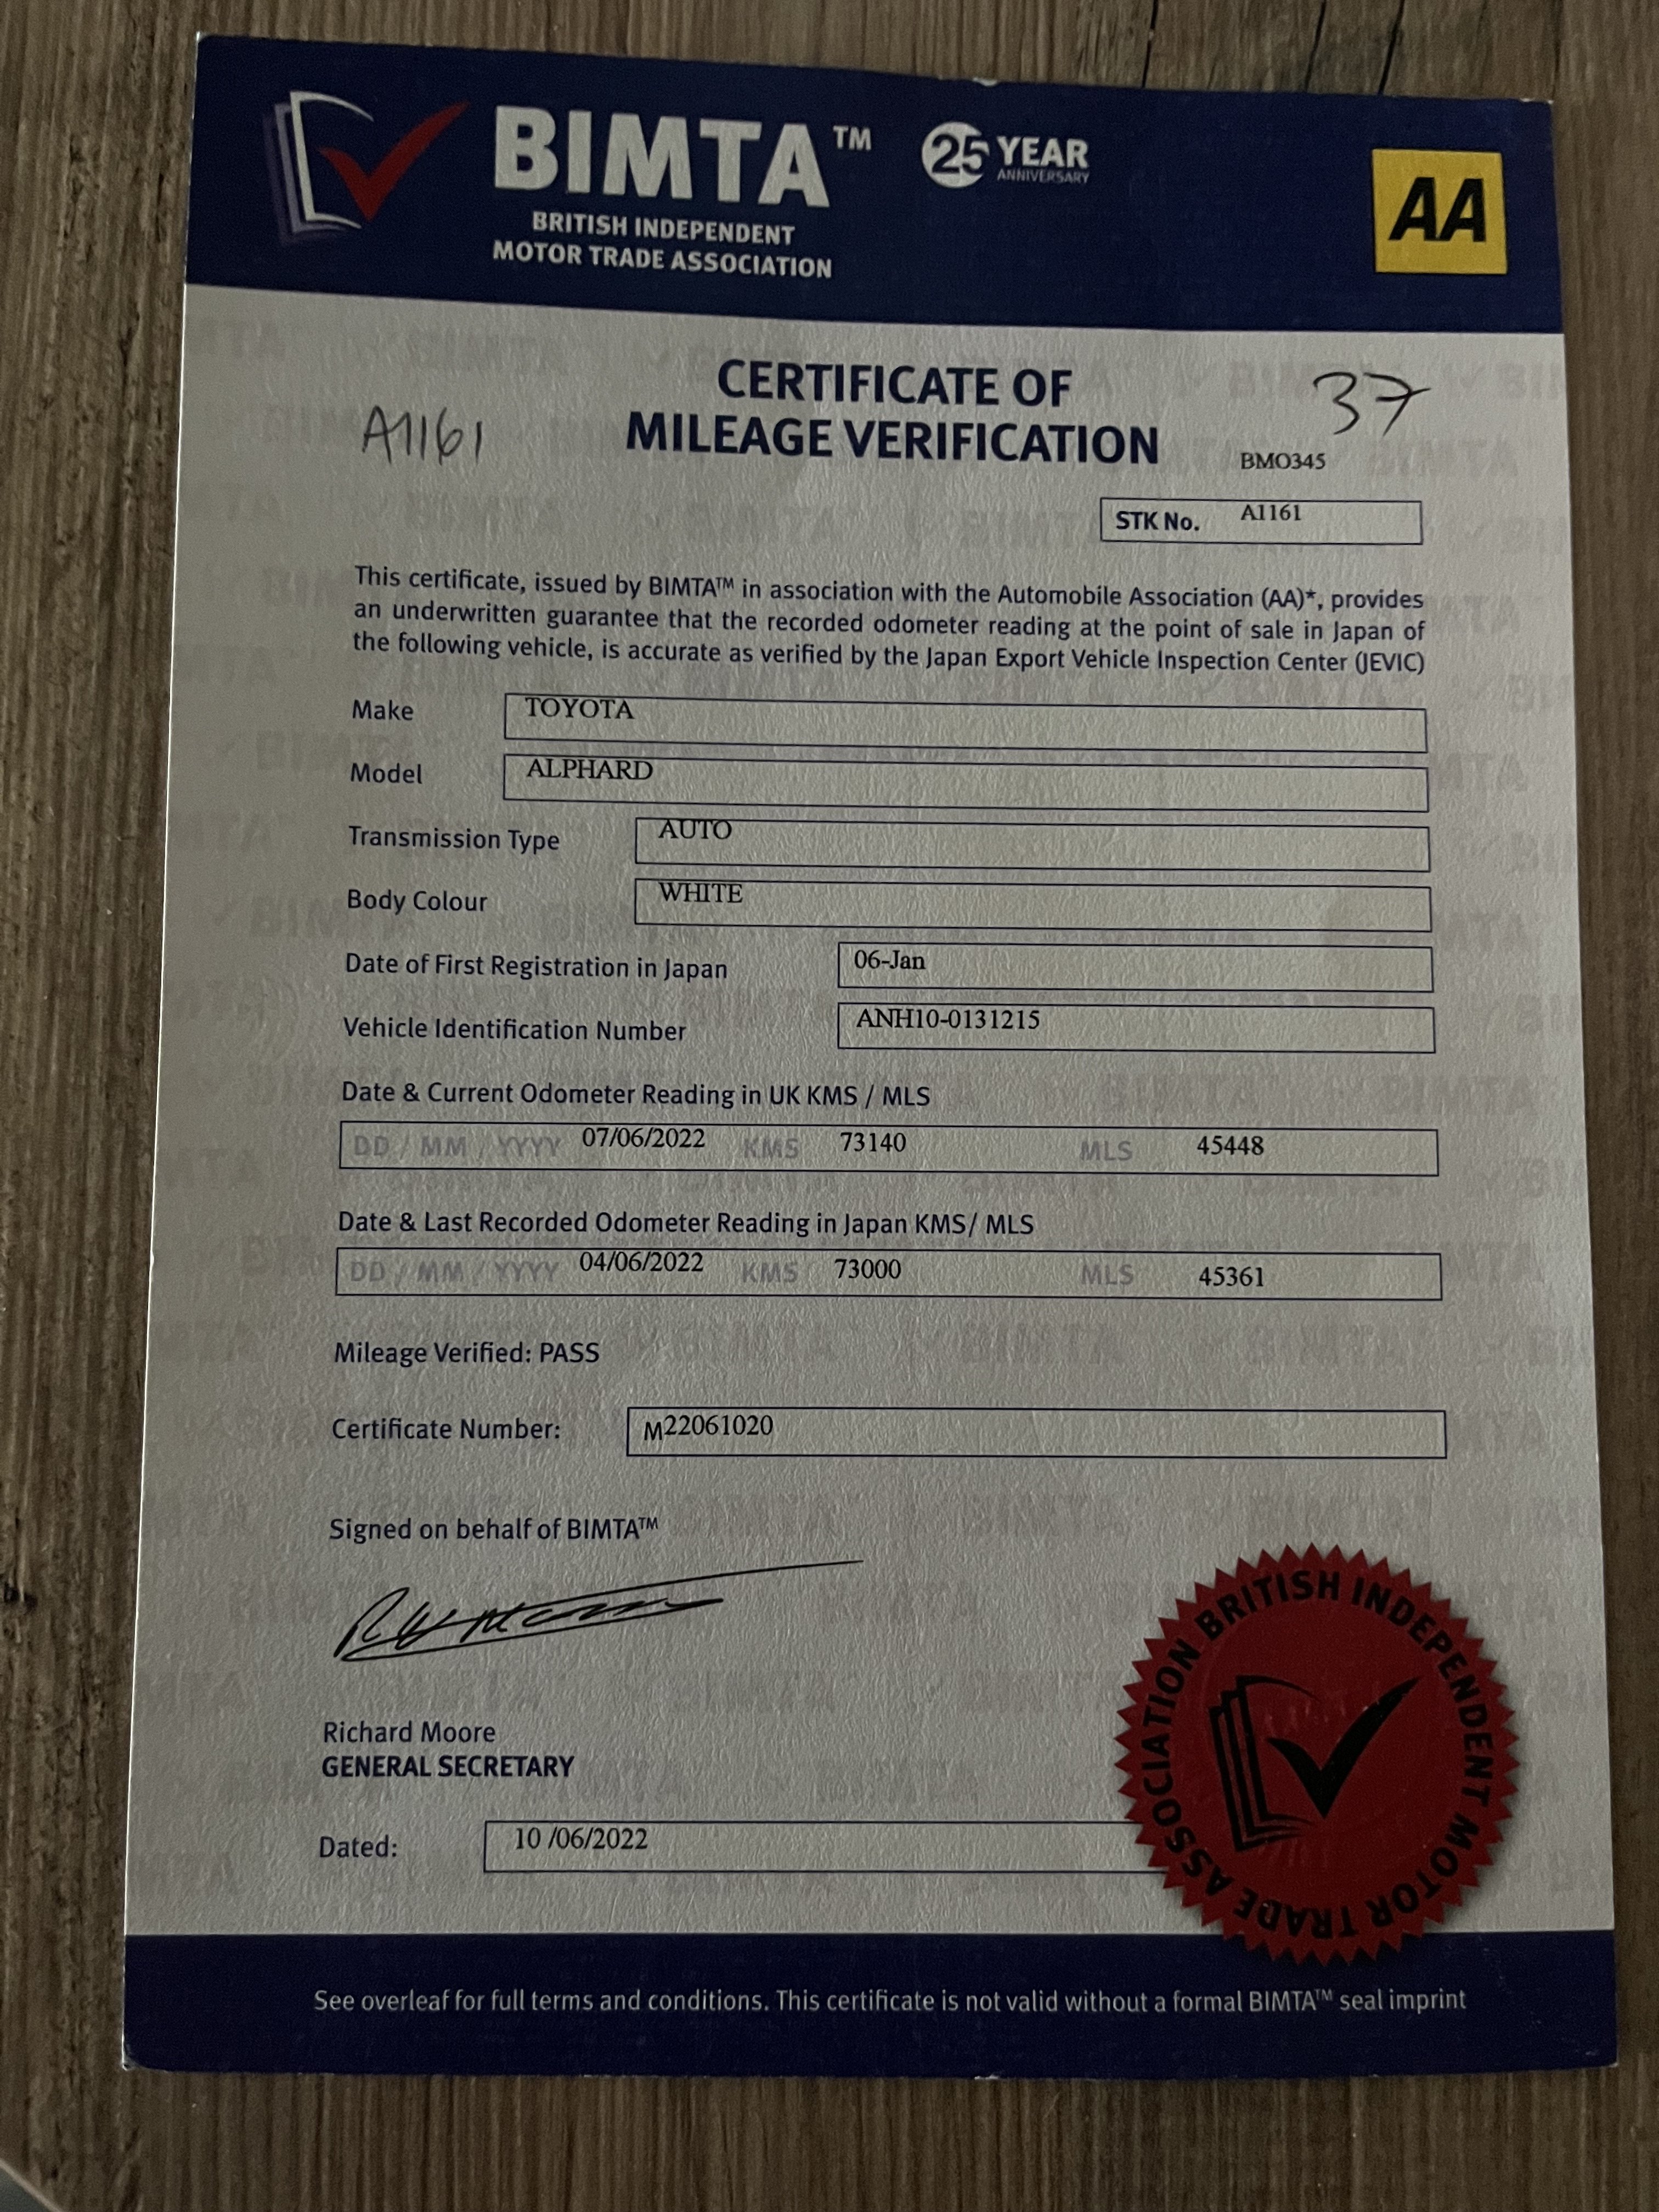 BIMTA™
25 YEAR
ANNIVERSARY
AA
BRITISH INDEPENDENT
MOTOR TRADE ASSOCIATION
CERTIFICATE OF
MILEAGE VERIFICATION
A1161
37
BMO345
STK No. A1161
This certificate, issued by BIMTA™ in association with the Automobile Association (AA)*, provides
an underwritten guarantee that the recorded odometer reading at the point of sale in Japan of
the following vehicle, is accurate as verified by the Japan Export Vehicle Inspection Center (JEVIC)
Make TOYOTA
Model ALPHARD
Transmission Type AUTO
Body Colour WHITE
Date of First Registration in Japan 06-Jan
Vehicle Identification Number ANH10-0131215
Date & Current Odometer Reading in UK KMS / MLS
DD / MM / YYYY 07/06/2022 KMS 73140 MLS 45448
Date & Last Recorded Odometer Reading in Japan KMS/ MLS
DD / MM / YYYY 04/06/2022 KMS 73000 MLS 45361
Mileage Verified: PASS
Certificate Number: M22061020
Signed on behalf of BIMTA™
Richard Moore
GENERAL SECRETARY
Dated: 10 /06/2022
BRITISH INDEPENDENT MOTOR TRADE ASSOCIATION
See overleaf for full terms and conditions. This certificate is not valid without a formal BIMTA™ seal imprint